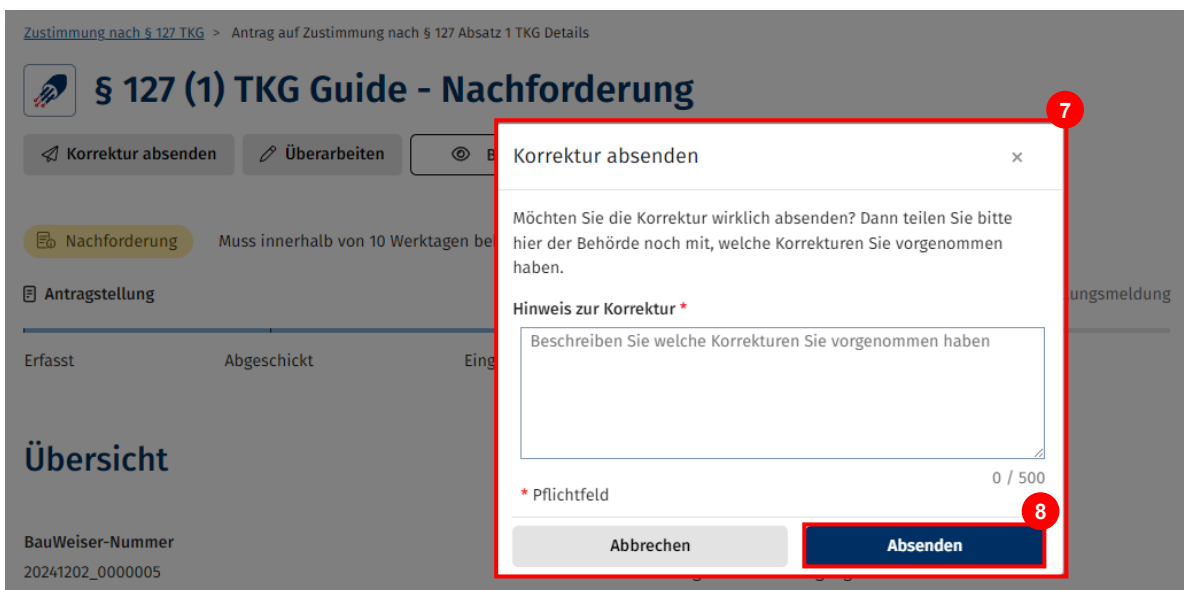 Zustimmung nach § 127 TKG > Antrag auf Zustimmung nach § 127 Absatz 1 TKG Details
§ 127 (1) TKG Guide - Nachforderung
7
Korrektur absenden
Überarbeiten
Korrektur absenden
×
Möchten Sie die Korrektur wirklich absenden? Dann teilen Sie bitte
hier der Behörde noch mit, welche Korrekturen Sie vorgenommen
haben.
Nachforderung
Muss innerhalb von 10 Werktagen
Antragstellung
ungsmeldung
Hinweis zur Korrektur *
Beschreiben Sie welche Korrekturen Sie vorgenommen haben
Erfasst
Abgeschickt
Eing
Übersicht
0 / 500
* Pflichtfeld
8
Abbrechen
Absenden
BauWeiser-Nummer
20241202_0000005